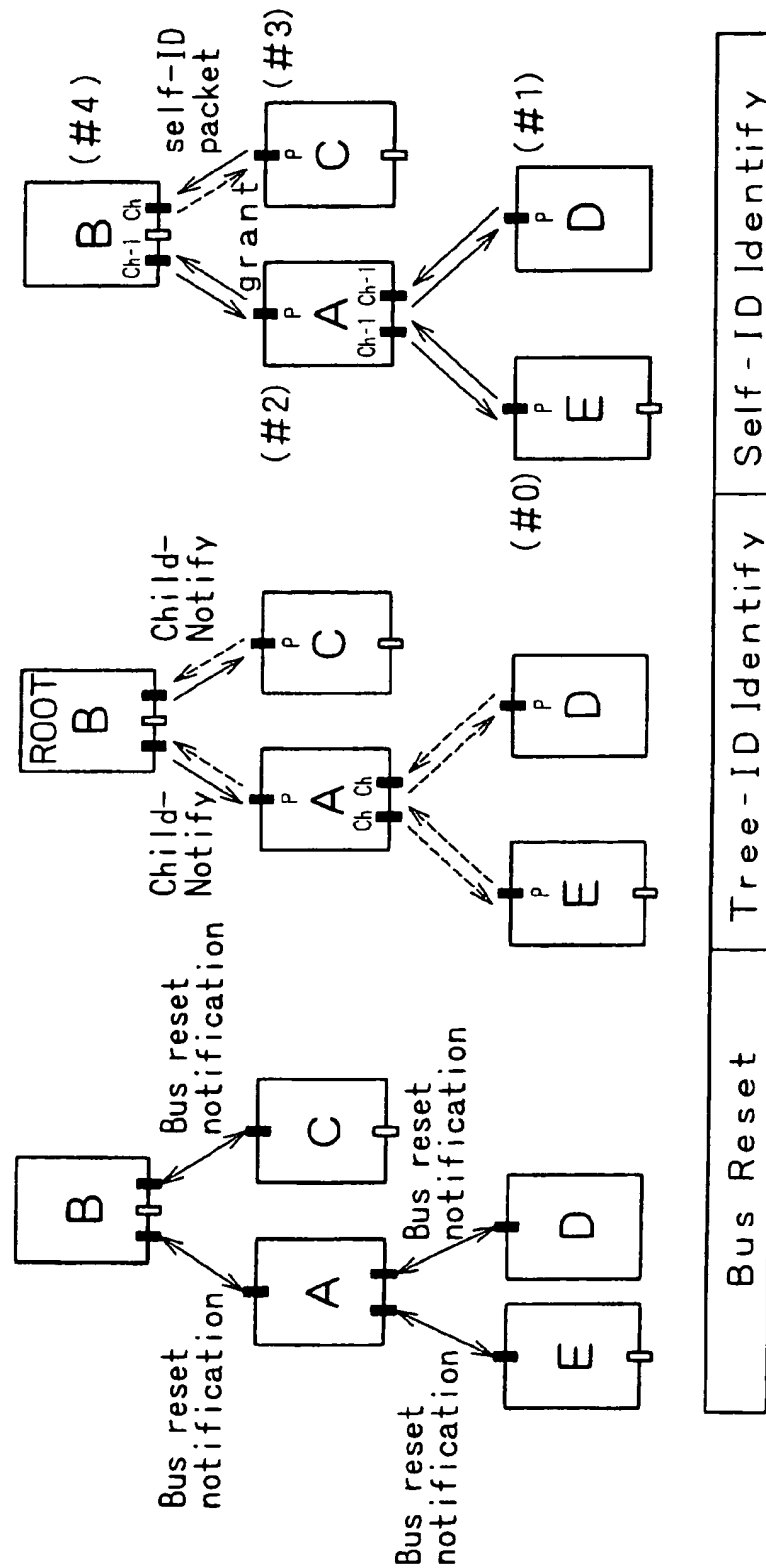 B
Bus reset
notification
Bus reset
notification
A
C
Bus reset
notification
Bus reset
notification
E
D
Bus Reset
ROOT
B
Child-
Notify
Child-
Notify
P
A
Ch Ch
P
C
P
E
P
D
Tree-ID Identify
B
(#4)
Ch-1
Ch
self-ID
packet
grant
(#2)
P
A
Ch-1 Ch-1
P
C
(#3)
(#0)
P
E
P
D
(#1)
Self-ID Identify